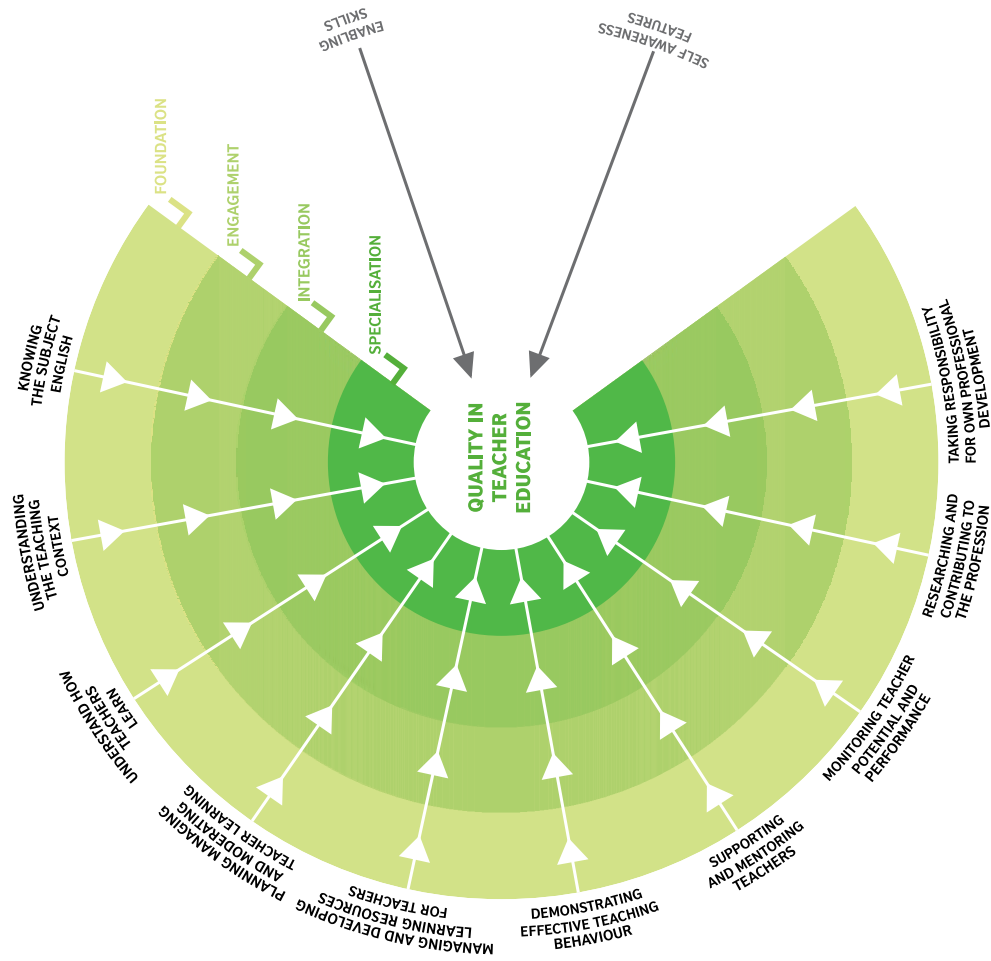 ENABLING
SKILLS
SELF AWARENESS
FEATURES
FOUNDATION
ENGAGEMENT
INTEGRATION
SPECIALISATION
QUALITY IN
TEACHER
EDUCATION
KNOWING
THE SUBJECT
ENGLISH
UNDERSTANDING
THE TEACHING
CONTEXT
UNDERSTAND HOW
TEACHERS
LEARN
PLANNING MANAGING
AND MODERATING
TEACHER LEARNING
MANAGING AND DEVELOPING
LEARNING RESOURCES
FOR TEACHERS
DEMONSTRATING
EFFECTIVE TEACHING
BEHAVIOUR
SUPPORTING
AND MENTORING
TEACHERS
MONITORING TEACHER
POTENTIAL AND
PERFORMANCE
RESEARCHING AND
CONTRIBUTING TO
THE PROFESSION
TAKING RESPONSIBILITY
FOR OWN PROFESSIONAL
DEVELOPMENT